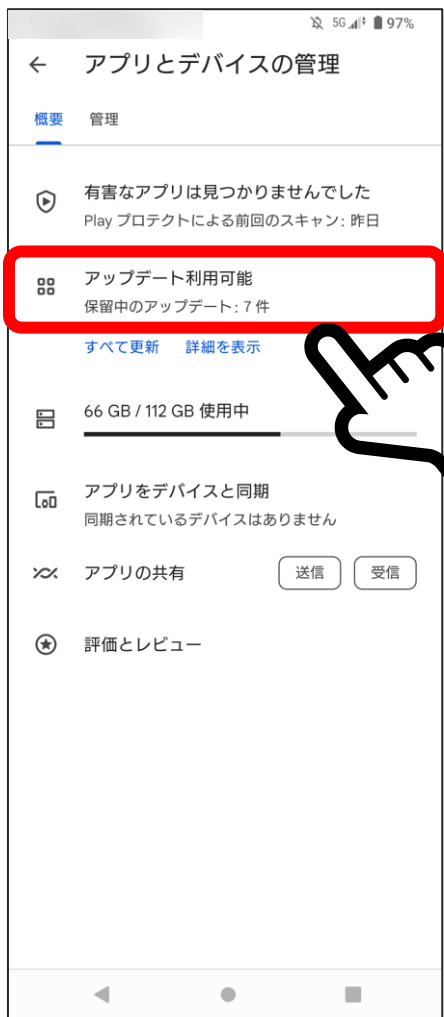 5G 97%
アプリとデバイスの管理
概要 管理
有害なアプリは見つかりませんでした
Play プロテクトによる前回のスキャン: 昨日
アップデート利用可能
保留中のアップデート: 7 件
すべて更新 詳細を表示
66 GB / 112 GB 使用中
アプリをデバイスと同期
同期されているデバイスはありません
アプリの共有 送信 受信
評価とレビュー